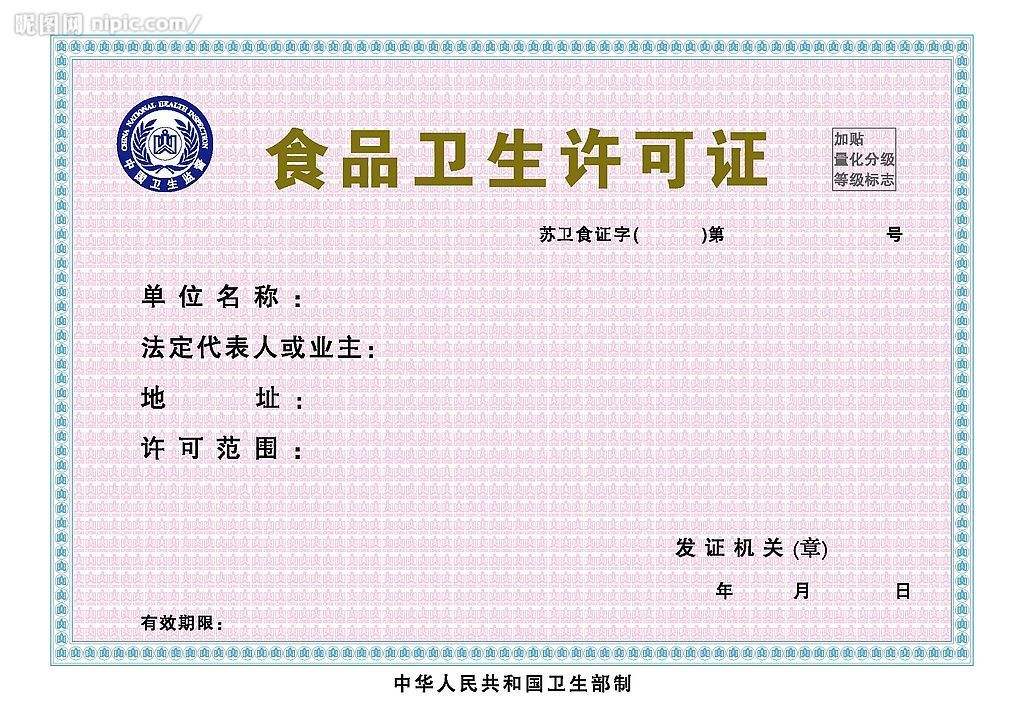 昵图网 nipic.com/
CHINA NATIONAL HEALTH INSPECTION
中国卫生监督
食品卫生许可证
加贴
量化分级
等级标志
苏卫食证字(　　)第　　　　号
单位名称：
法定代表人或业主：
地　　址：
许可范围：
发证机关(章)
年　　月　　日
有效期限：
中华人民共和国卫生部制